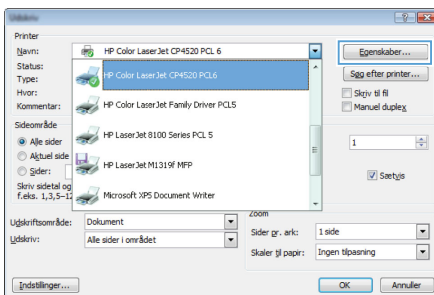 Printer
Navn: HP Color LaserJet CP4520 PCL 6 Egenskaber...
Status:
Type: HP Color LaserJet CP4520 PCL6 Søg efter printer...
Hvor: Skriv til fil
Kommentar: HP Color LaserJet Family Driver PCL5 Manuel duplex
Sideområde
HP LaserJet 8100 Series PCL 5
Alle sider 1
Aktuel side
HP LaserJet M1319f MFP
Sider: Sætvis
Skriv sidetal og
f.eks. 1,3,5–12 Microsoft XPS Document Writer
Zoom
Udskriftsområde: Dokument Sider pr. ark: 1 side
Udskriv: Alle sider i området Skaler til papir: Ingen tilpasning
Indstillinger... OK Annuller